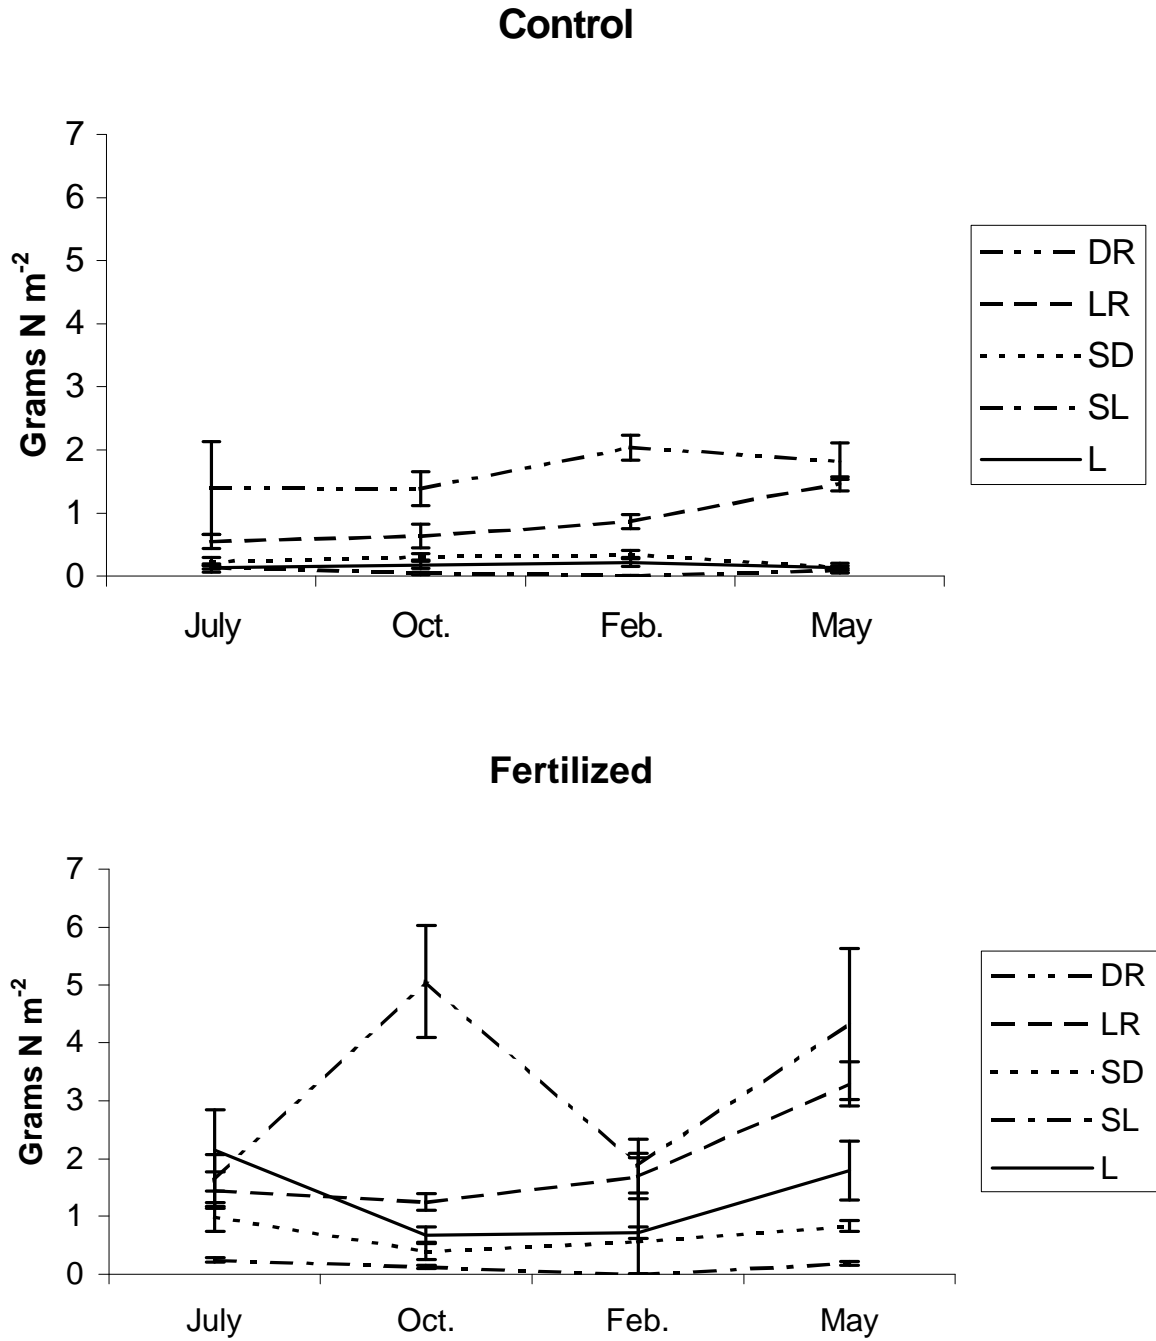 Control
7
6
5
4
3
2
1
0
Grams N m-2
July Oct. Feb. May
DR
LR
SD
SL
L
Fertilized
7
6
5
4
3
2
1
0
Grams N m-2
July Oct. Feb. May
DR
LR
SD
SL
L